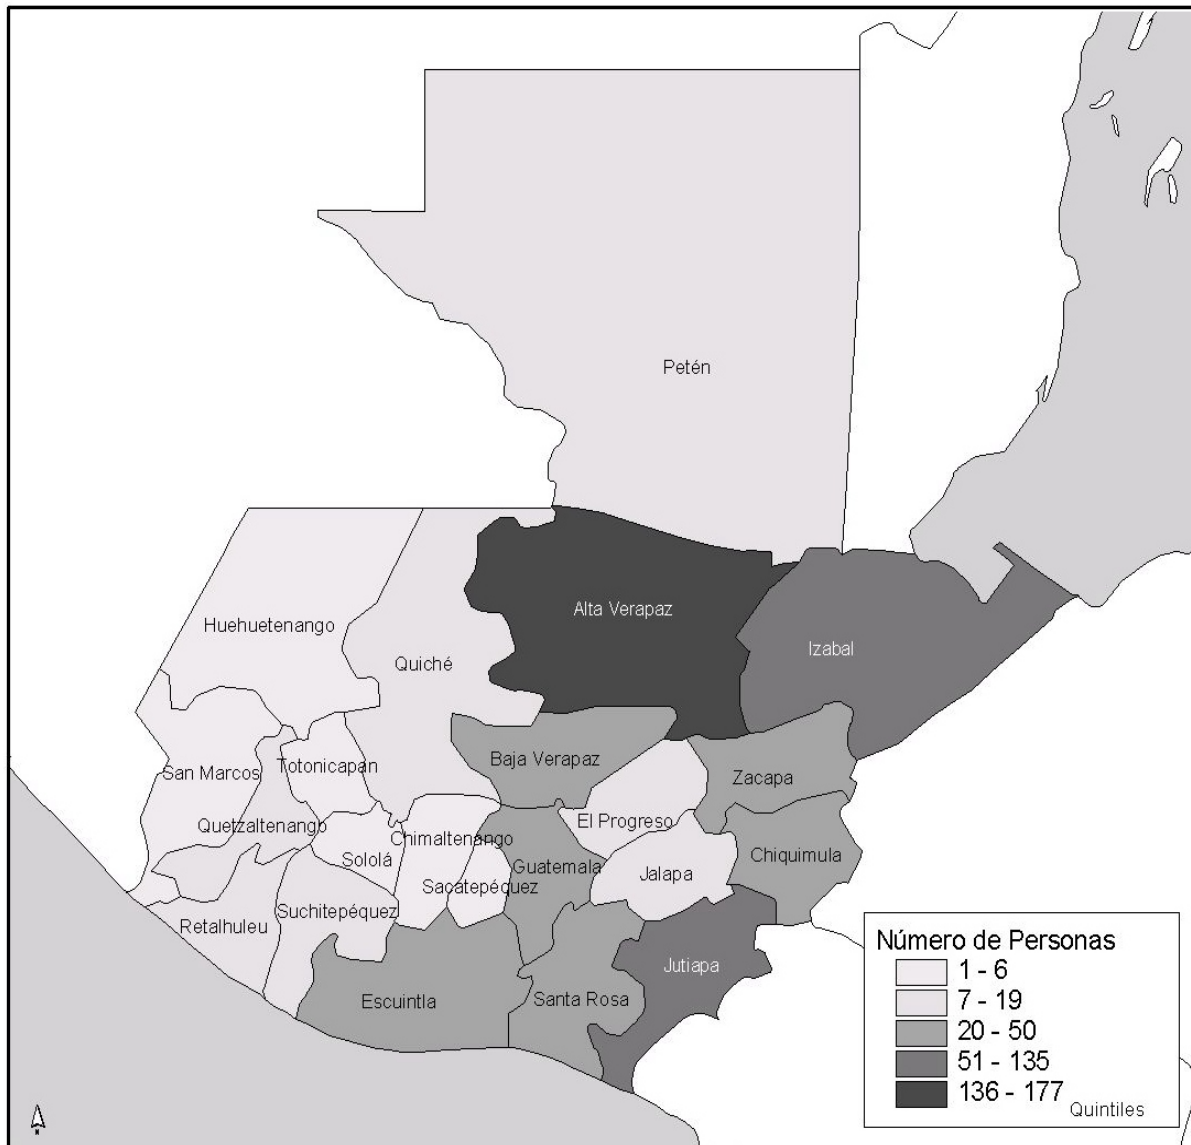 Petén
Alta Verapaz
Huehuetenango
Izabal
Quiché
Baja Verapaz
San Marcos
Totonicapán
Zacapa
Quetzaltenango
El Progreso
Chimaltenango
Sololá
Guatemala
Chiquimula
Jalapa
Sacatepéquez
Suchitepéquez
Retalhuleu
Jutiapa
Escuintla
Santa Rosa
Número de Personas
1 - 6
7 - 19
20 - 50
51 - 135
136 - 177
Quintiles